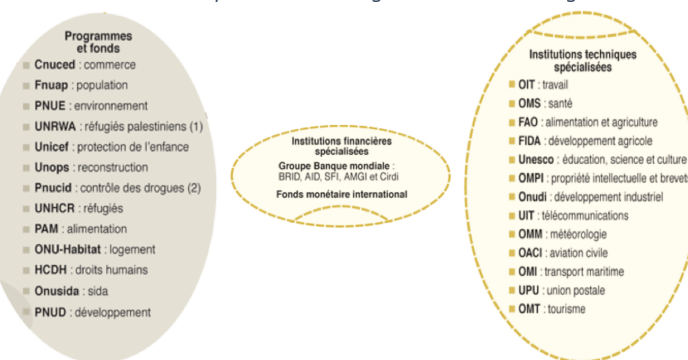 Programmes
et fonds
Cnuced : commerce
Fnuap : population
PNUE : environnement
UNRWA : réfugiés palestiniens (1)
Unicef : protection de l'enfance
Unops : reconstruction
Pnucid : contrôle des drogues (2)
UNHCR : réfugiés
PAM : alimentation
ONU-Habitat : logement
HCDH : droits humains
Onusida : sida
PNUD : développement
Institutions financières
spécialisées
Groupe Banque mondiale :
BRID, AID, SFI, AMGI et Cirdi
Fonds monétaire international
Institutions techniques
spécialisées
OIT : travail
OMS : santé
FAO : alimentation et agriculture
FIDA : développement agricole
Unesco : éducation, science et culture
OMPI : propriété intellectuelle et brevets
Onudi : développement industriel
UIT : télécommunications
OMM : météorologie
OACI : aviation civile
OMI : transport maritime
UPU : union postale
OMT : tourisme